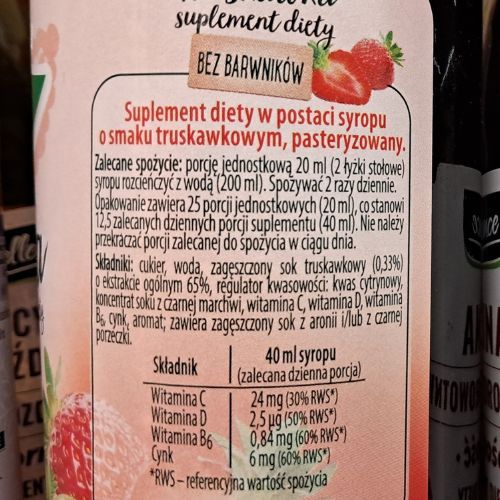 suplement diety
BEZ BARWNIKÓW
Suplement diety w postaci syropu
o smaku truskawkowym, pasteryzowany.
Zalecane spożycie: porcję jednostkową 20 ml (2 łyżki stołowe)
syropu rozcieńczyć z wodą (200 ml). Spożywać 2 razy dziennie.
Opakowanie zawiera 25 porcji jednostkowych (20 ml), co stanowi
12,5 zalecanych dziennych porcji suplementu (40 ml). Nie należy
przekraczać porcji zalecanej do spożycia w ciągu dnia.
Składniki: cukier, woda, zagęszczony sok truskawkowy (0,33%)
o ekstrakcie ogólnym 65%, regulator kwasowości: kwas cytrynowy,
koncentrat soku z czarnej marchwi, witamina C, witamina D, witamina
B6, cynk, aromat; zawiera zagęszczony sok z aronii i/lub z czarnej
porzeczki.
Składnik 40 ml syropu
(zalecana dzienna porcja)
Witamina C 24 mg (30% RWS*)
Witamina D 2,5 µg (50% RWS*)
Witamina B6 0,84 mg (60% RWS*)
Cynk 6 mg (60% RWS*)
*RWS – referencyjna wartość spożycia